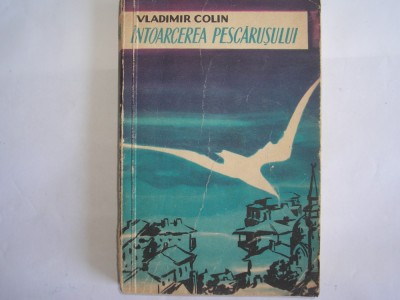 VLADIMIR COLIN
ÎNTOARCEREA PESCĂRUȘULUI